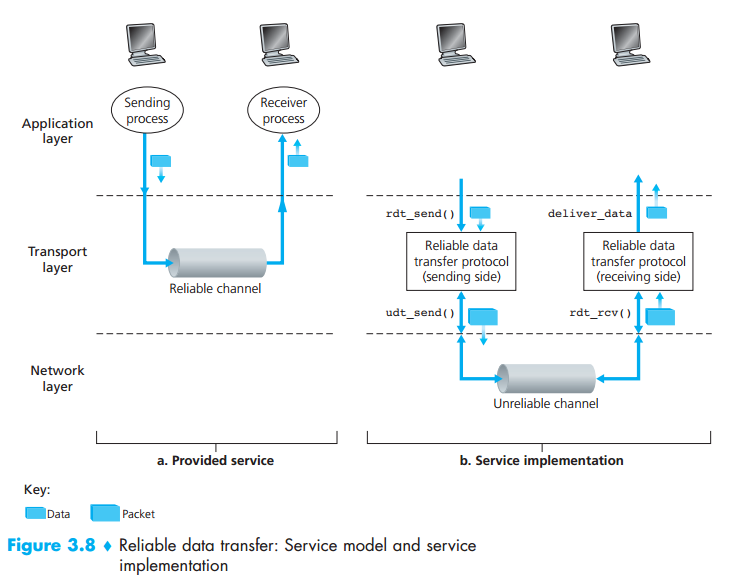 Sending
process
Receiver
process
Application
layer
rdt_send()
deliver_data
Transport
layer
Reliable channel
Reliable data
transfer protocol
(sending side)
Reliable data
transfer protocol
(receiving side)
udt_send()
rdt_rcv()
Network
layer
Unreliable channel
a. Provided service
b. Service implementation
Key:
Data
Packet
Figure 3.8 ♦ Reliable data transfer: Service model and service
implementation